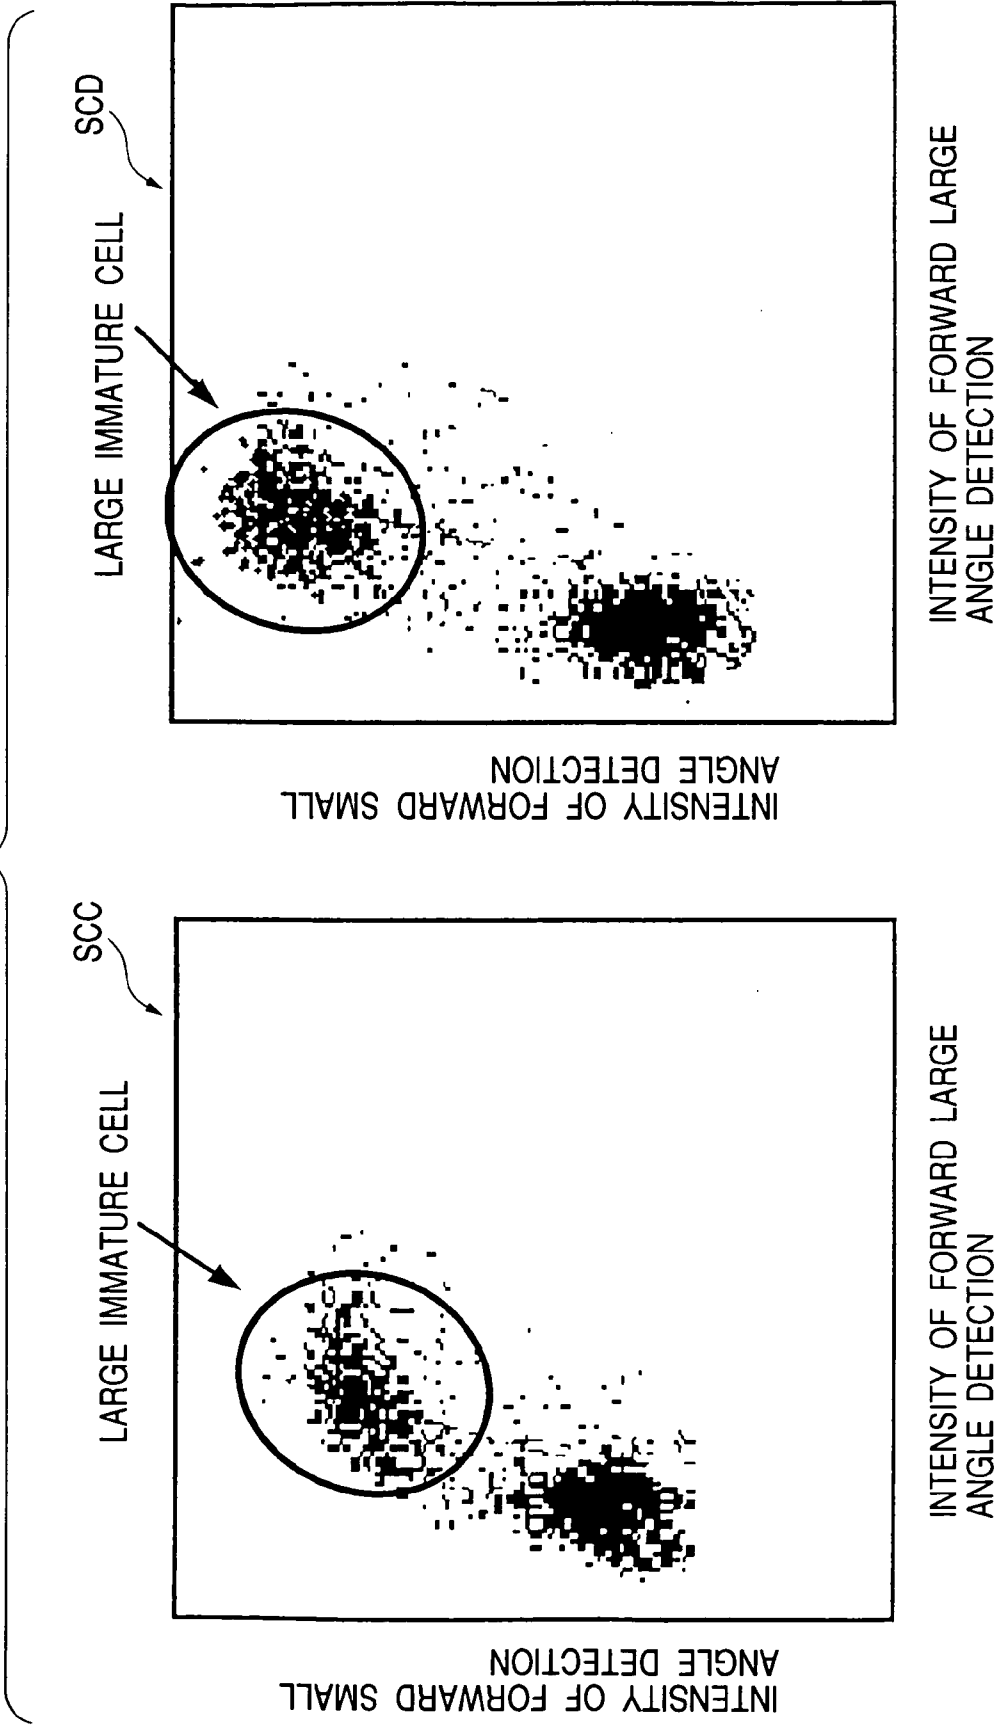 SCC
LARGE IMMATURE CELL
INTENSITY OF FORWARD SMALL
ANGLE DETECTION
INTENSITY OF FORWARD LARGE
ANGLE DETECTION
SCD
LARGE IMMATURE CELL
INTENSITY OF FORWARD SMALL
ANGLE DETECTION
INTENSITY OF FORWARD LARGE
ANGLE DETECTION